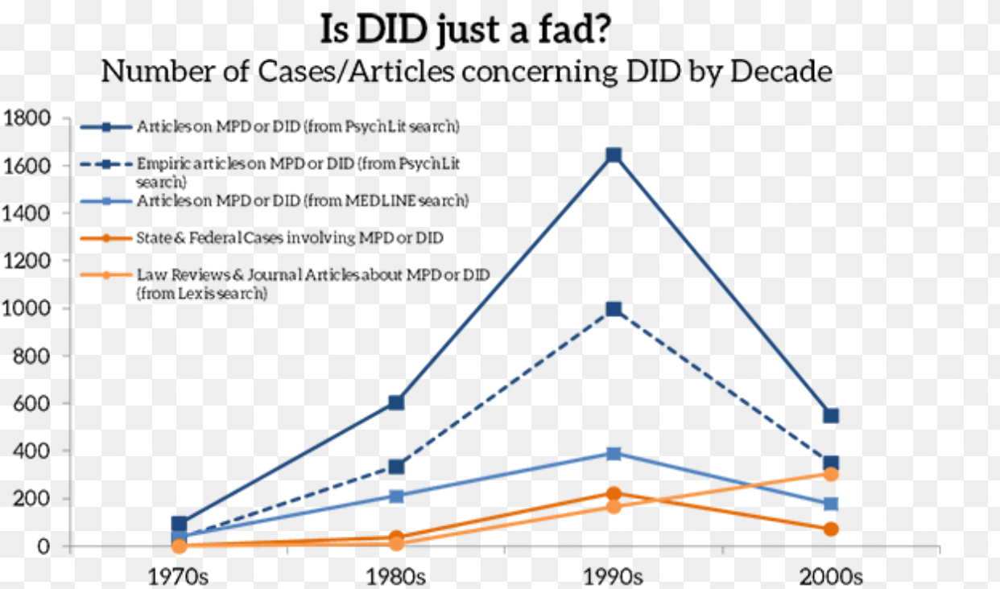 Is DID just a fad?
Number of Cases/Articles concerning DID by Decade
1800
1600
1400
1200
1000
800
600
400
200
0
Articles on MPD or DID (from PsychLit search)
Empiric articles on MPD or DID (from PsychLit
search)
Articles on MPD or DID (from MEDLINE search)
State & Federal Cases involving MPD or DID
Law Reviews & Journal Articles about MPD or DID
(from Lexis search)
1970s 1980s 1990s 2000s